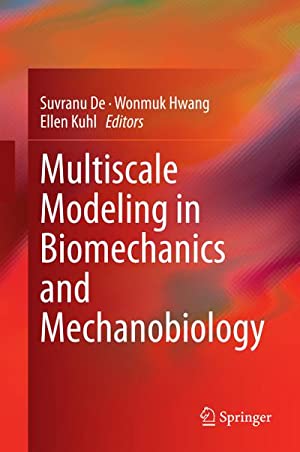 Suvranu De · Wonmuk Hwang
Ellen Kuhl Editors
Multiscale
Modeling in
Biomechanics
and
Mechanobiology
Springer